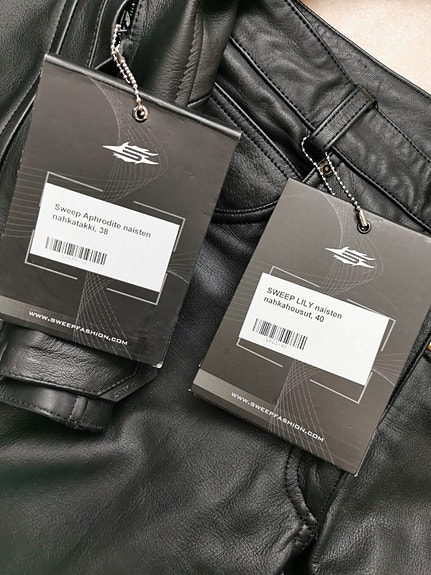 Sweep Aphrodite naisten
nahkatakki, 38
WWW.SWEEPFASHION.COM
SWEEP LILY naisten
nahkahousut, 40
WWW.SWEEPFASHION.COM